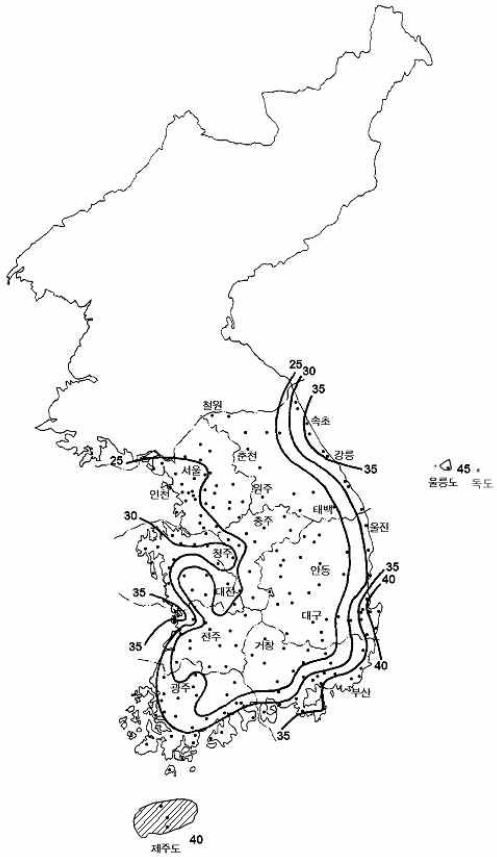 25
30
35
철원
속초
춘천
강릉
25
서울
35
45
울릉도
독도
인천
원주
태백
30
충주
울진
청주
안동
35
35
대전
40
대구
전주
35
거창
40
광주
부산
35
40
제주도